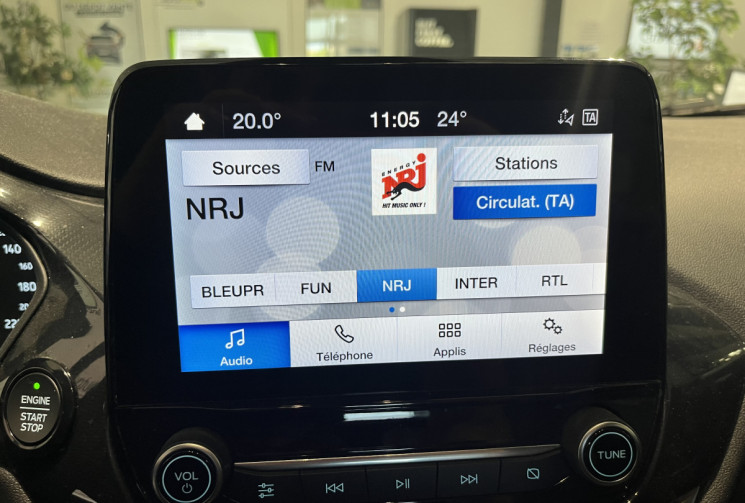 20.0°
11:05
24°
TA
Sources
FM
ENERGY
NRJ
HIT MUSIC ONLY !
Stations
NRJ
Circulat. (TA)
BLEUPR
FUN
NRJ
INTER
RTL
Audio
Téléphone
Applis
Réglages
140
160
180
ENGINE
START
STOP
VOL
TUNE